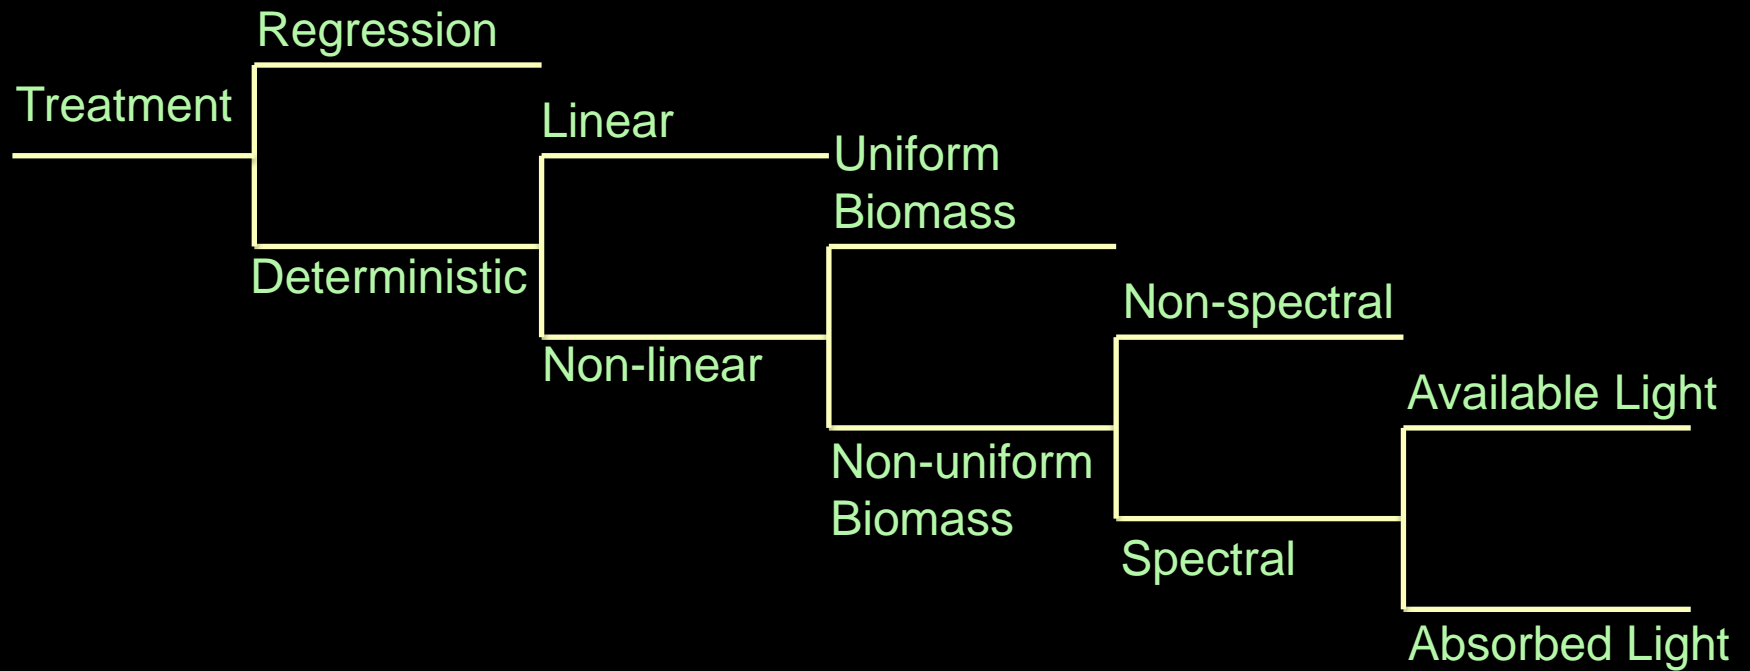 Regression
Treatment
Linear
Uniform
Biomass
Deterministic
Non-spectral
Non-linear
Available Light
Non-uniform
Biomass
Spectral
Absorbed Light